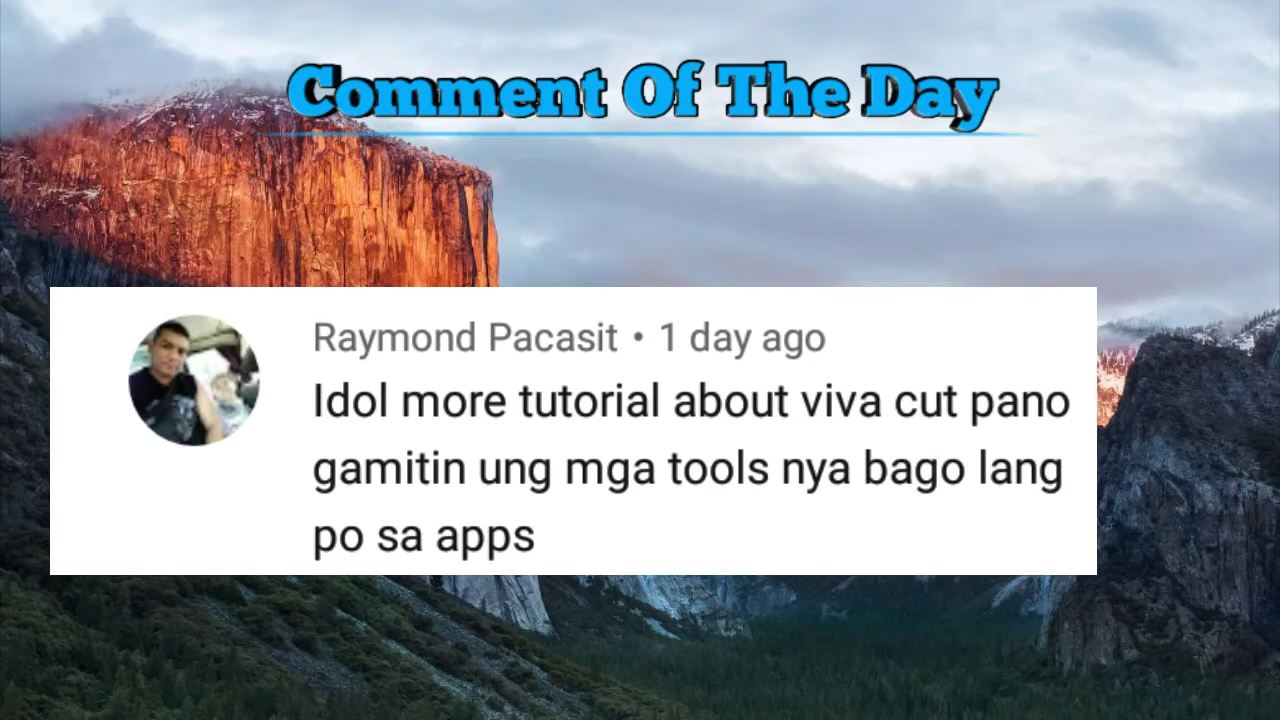 Comment Of The Day
Raymond Pacasit • 1 day ago
Idol more tutorial about viva cut pano
gamitin ung mga tools nya bago lang
po sa apps